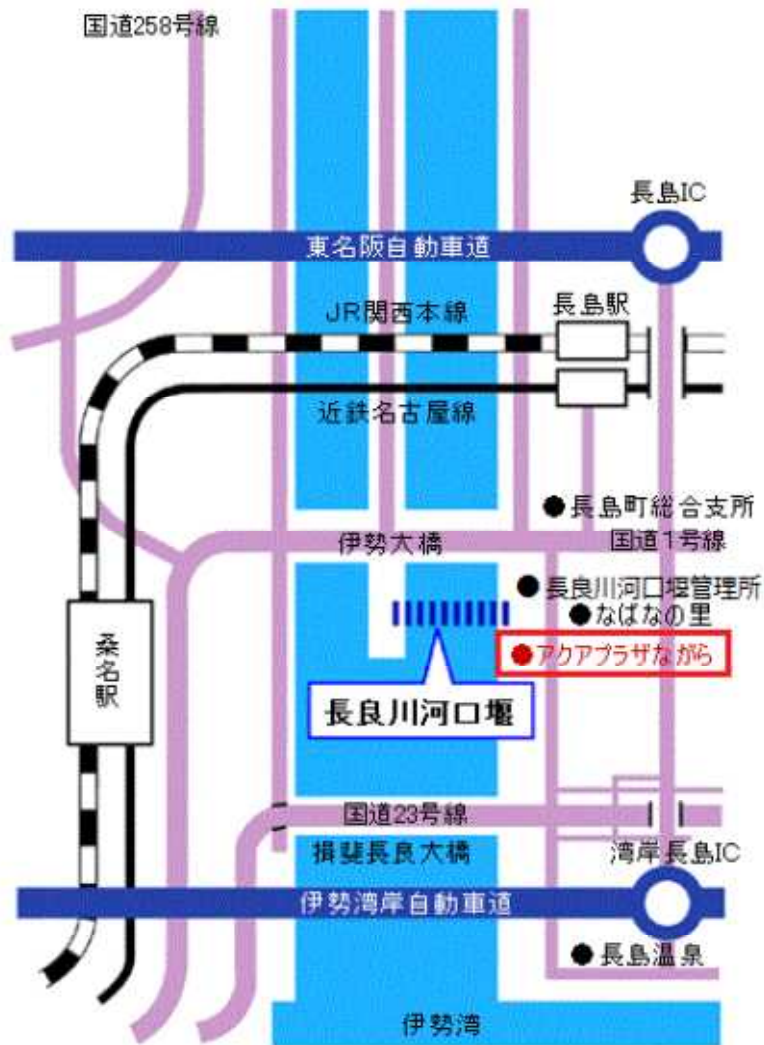 国道258号線
長島IC
東名阪自動車道
JR関西本線
長島駅
近鉄名古屋線
●長島町総合支所
伊勢大橋
国道1号線
●長良川河口堰管理所
●なばなの里
●アクアプラザながら
桑名駅
長良川河口堰
国道23号線
揖斐長良大橋
湾岸長島IC
伊勢湾岸自動車道
●長島温泉
伊勢湾